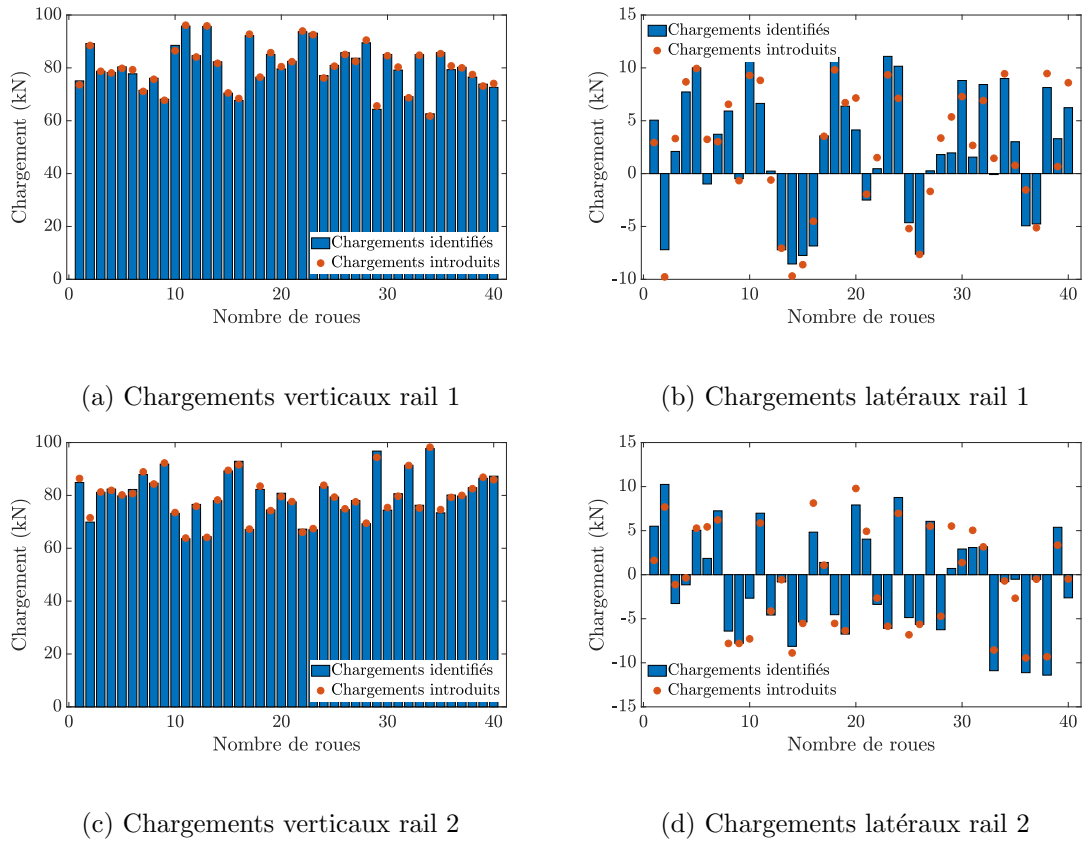 100
80
60
40
20
0
Chargement (kN)
Chargements identifiés
Chargements introduits
0 10 20 30 40
Nombre de roues
(a) Chargements verticaux rail 1
15
10
5
0
-5
-10
Chargement (kN)
Chargements identifiés
Chargements introduits
0 10 20 30 40
Nombre de roues
(b) Chargements latéraux rail 1
100
80
60
40
20
0
Chargement (kN)
Chargements identifiés
Chargements introduits
0 10 20 30 40
Nombre de roues
(c) Chargements verticaux rail 2
15
10
5
0
-5
-10
-15
Chargement (kN)
Chargements identifiés
Chargements introduits
0 10 20 30 40
Nombre de roues
(d) Chargements latéraux rail 2